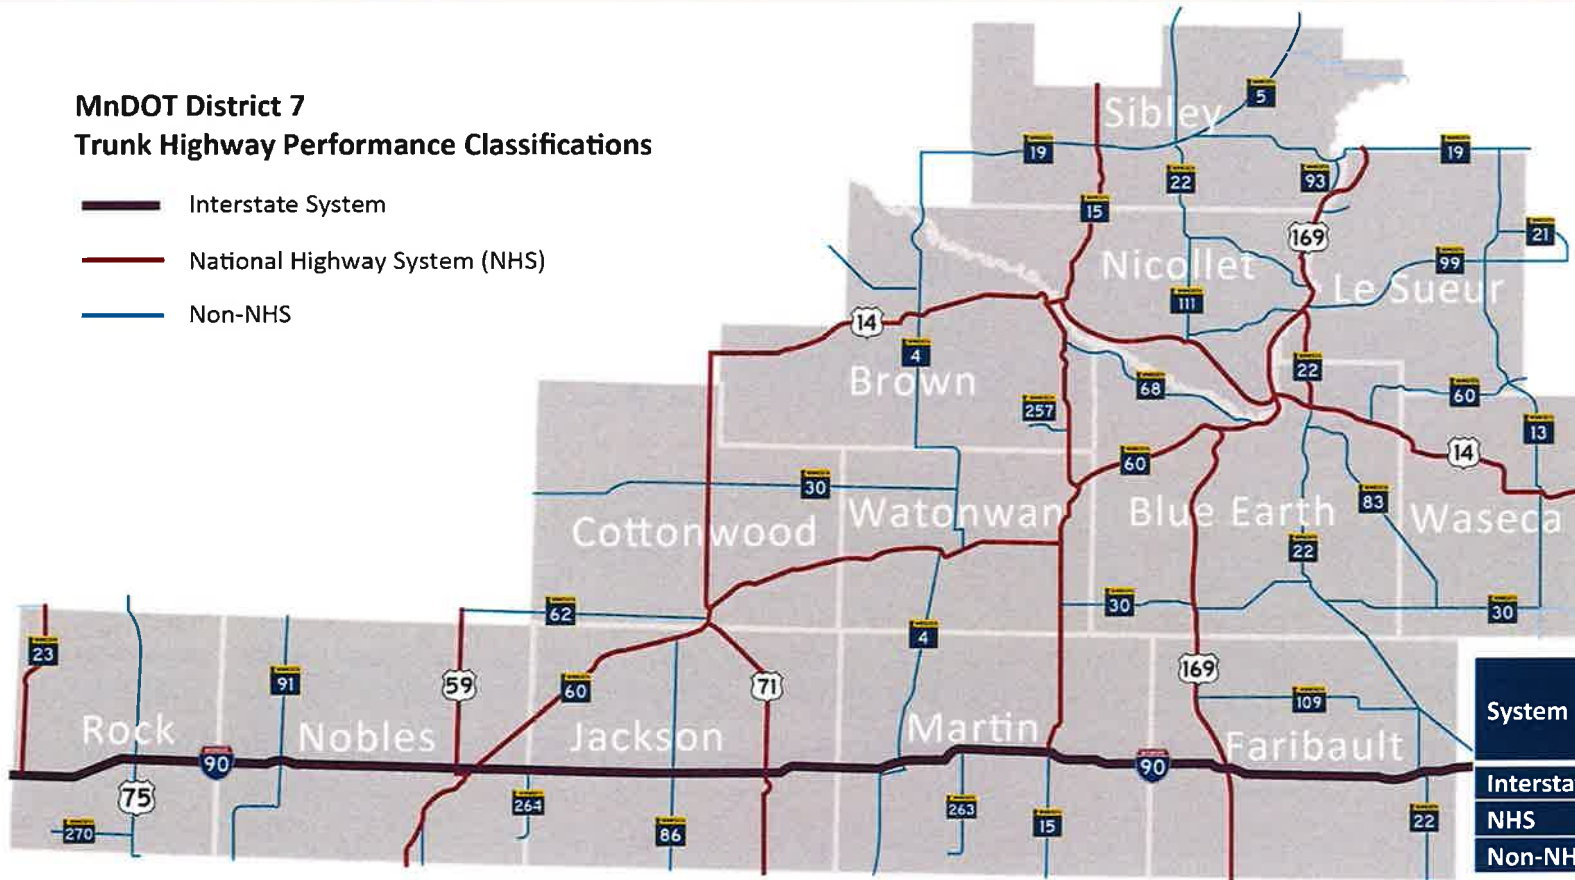 MnDOT District 7
Trunk Highway Performance Classifications
Interstate System
National Highway System (NHS)
Non-NHS
Sibley
5
19
19
22
93
15
169
21
Nicollet
99
Le Sueur
111
14
4
22
Brown
68
60
257
13
60
14
30
83
Watonwan
Blue Earth
Waseca
Cottonwood
22
62
30
30
4
23
91
59
60
71
169
109
Rock
Nobles
Jackson
Martin
Faribault
90
90
75
264
263
270
86
15
22
System
Intersta
NHS
Non-NH